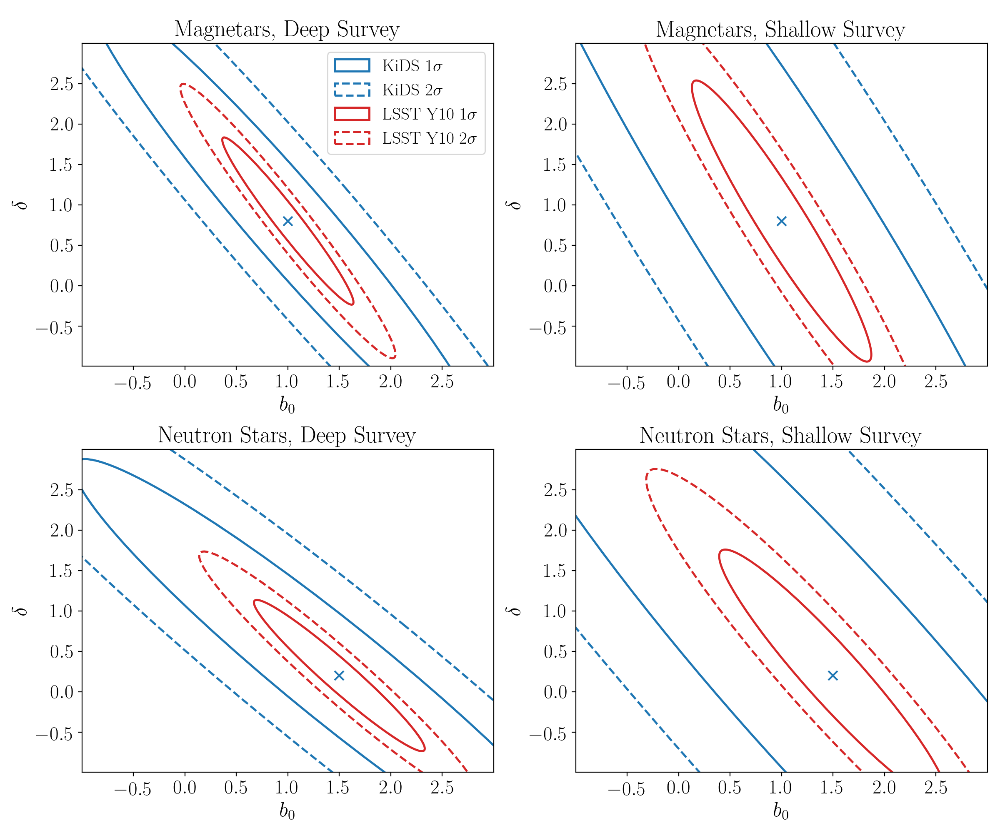 Magnetars, Deep Survey
KiDS 1σ
KiDS 2σ
LSST Y10 1σ
LSST Y10 2σ
2.5
2.0
1.5
1.0
0.5
0.0
−0.5
δ
−0.5 0.0 0.5 1.0 1.5 2.0 2.5
b₀
Magnetars, Shallow Survey
2.5
2.0
1.5
1.0
0.5
0.0
−0.5
δ
−0.5 0.0 0.5 1.0 1.5 2.0 2.5
b₀
Neutron Stars, Deep Survey
2.5
2.0
1.5
1.0
0.5
0.0
−0.5
δ
−0.5 0.0 0.5 1.0 1.5 2.0 2.5
b₀
Neutron Stars, Shallow Survey
2.5
2.0
1.5
1.0
0.5
0.0
−0.5
δ
−0.5 0.0 0.5 1.0 1.5 2.0 2.5
b₀